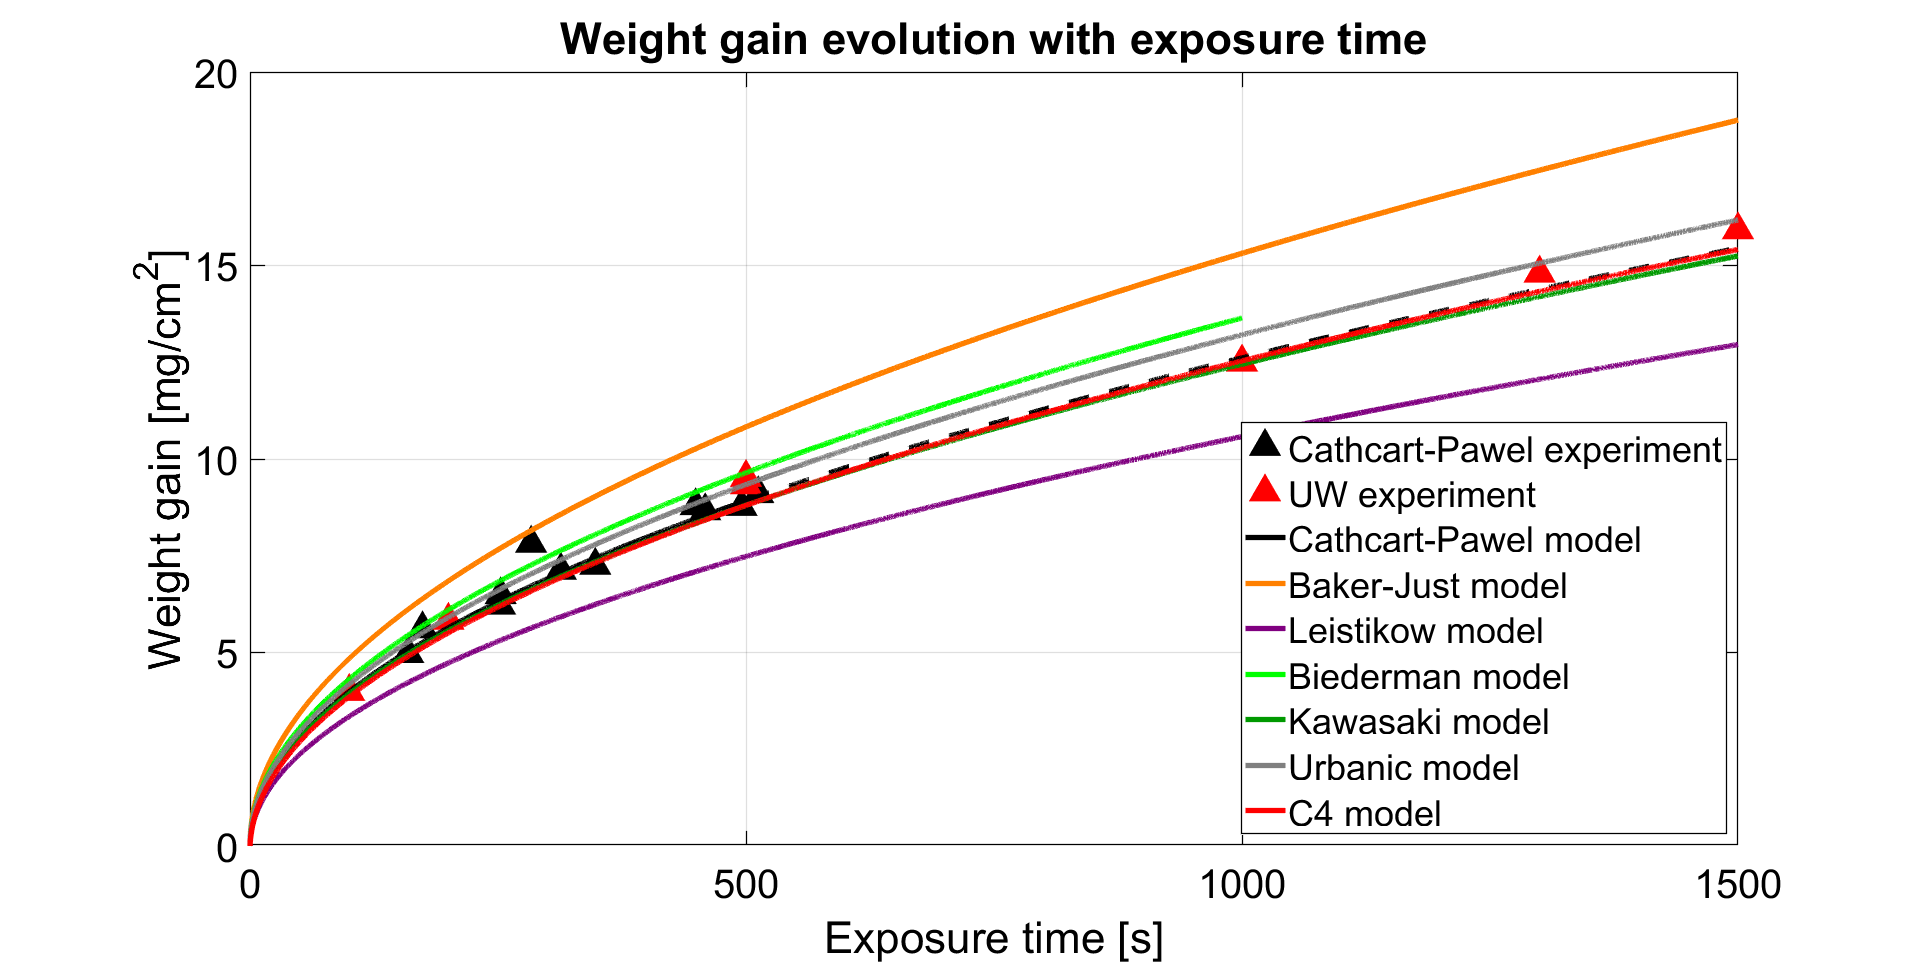 Weight gain evolution with exposure time
20
15
10
5
0
Weight gain [mg/cm²]
0 500 1000 1500
Exposure time [s]
Cathcart-Pawel experiment
UW experiment
Cathcart-Pawel model
Baker-Just model
Leistikow model
Biederman model
Kawasaki model
Urbanic model
C4 model